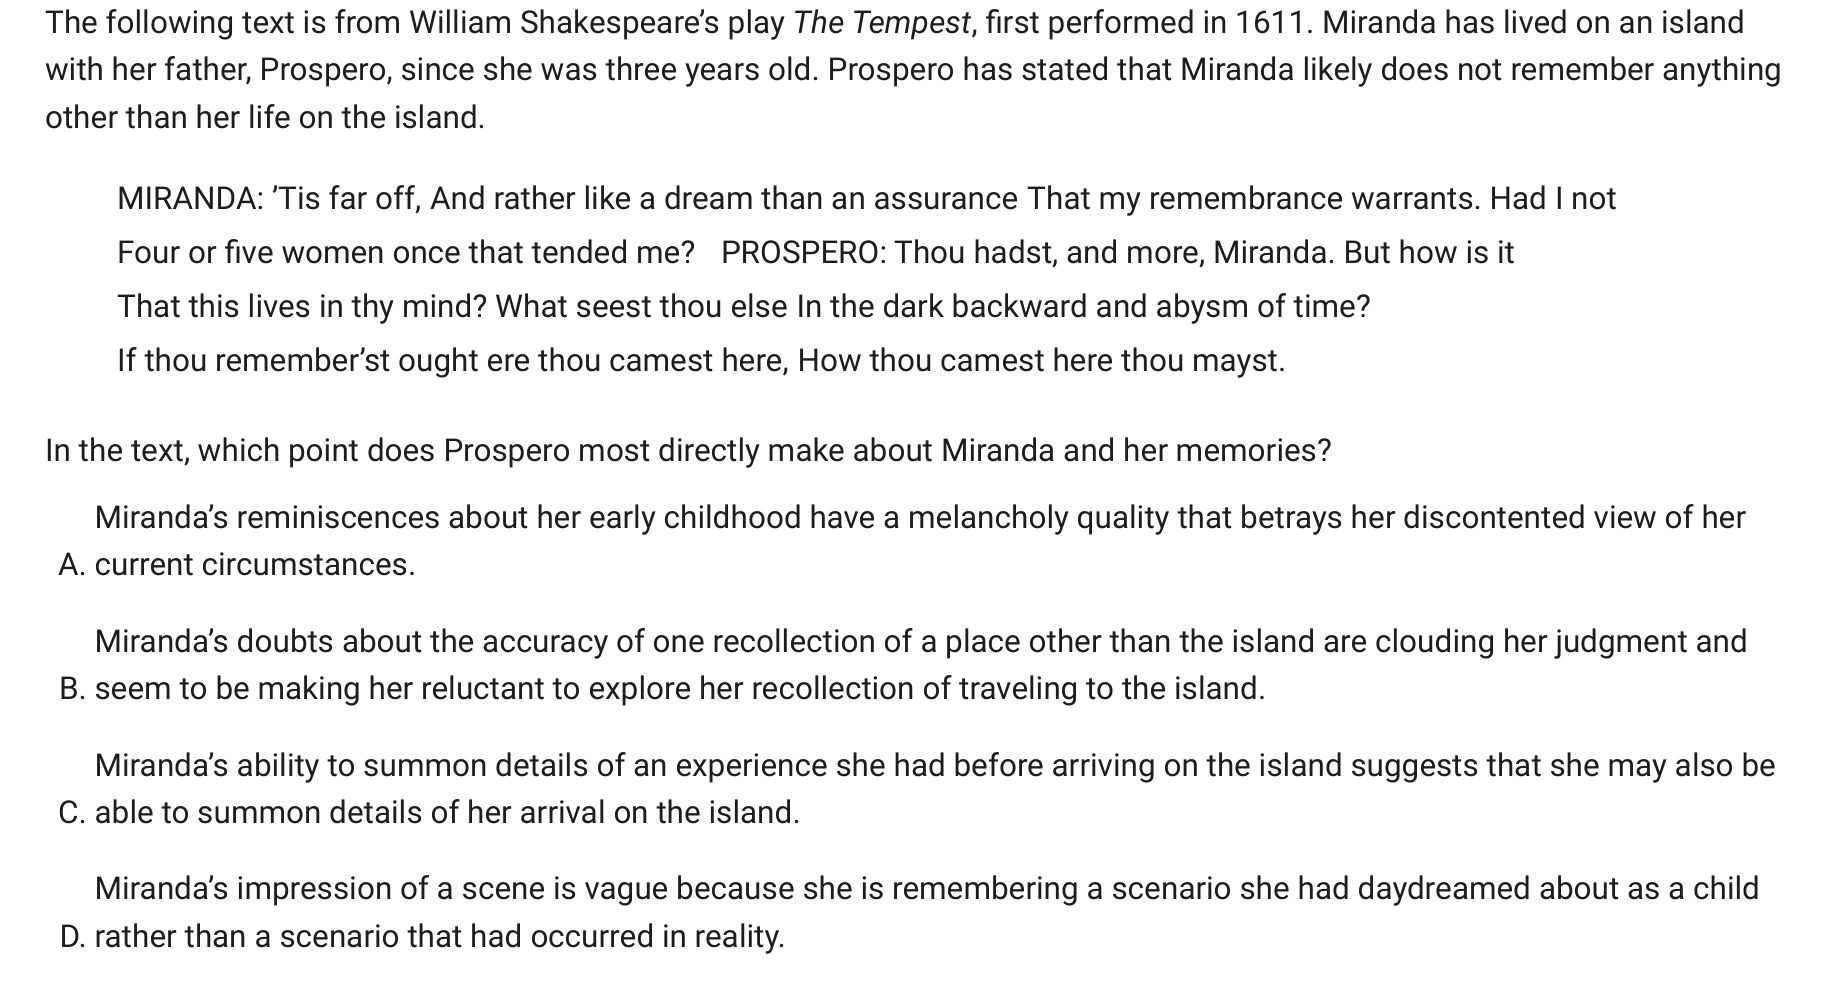 The following text is from William Shakespeare’s play The Tempest, first performed in 1611. Miranda has lived on an island
with her father, Prospero, since she was three years old. Prospero has stated that Miranda likely does not remember anything
other than her life on the island.
MIRANDA: ’Tis far off, And rather like a dream than an assurance That my remembrance warrants. Had I not
Four or five women once that tended me? PROSPERO: Thou hadst, and more, Miranda. But how is it
That this lives in thy mind? What seest thou else In the dark backward and abysm of time?
If thou remember’st ought ere thou camest here, How thou camest here thou mayst.
In the text, which point does Prospero most directly make about Miranda and her memories?
Miranda’s reminiscences about her early childhood have a melancholy quality that betrays her discontented view of her
A. current circumstances.
Miranda’s doubts about the accuracy of one recollection of a place other than the island are clouding her judgment and
B. seem to be making her reluctant to explore her recollection of traveling to the island.
Miranda’s ability to summon details of an experience she had before arriving on the island suggests that she may also be
C. able to summon details of her arrival on the island.
Miranda’s impression of a scene is vague because she is remembering a scenario she had daydreamed about as a child
D. rather than a scenario that had occurred in reality.